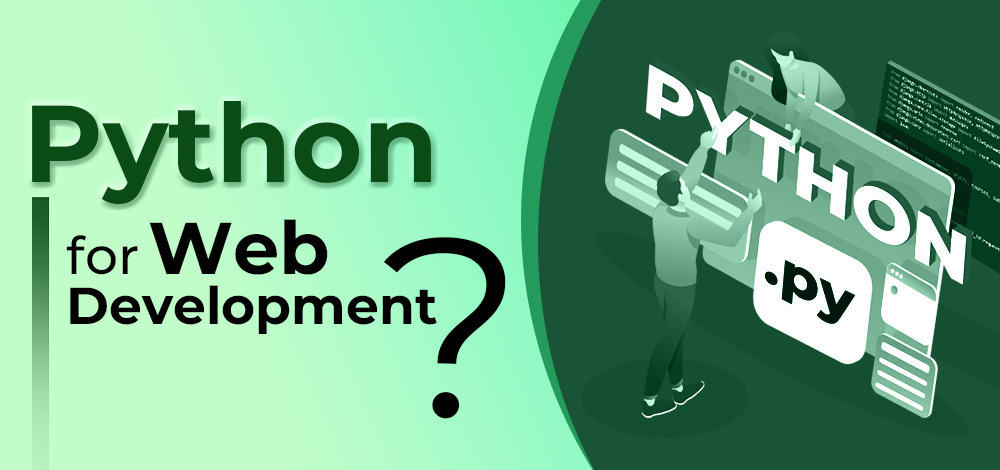 Python
for Web
Development
?
PYTHON
.py